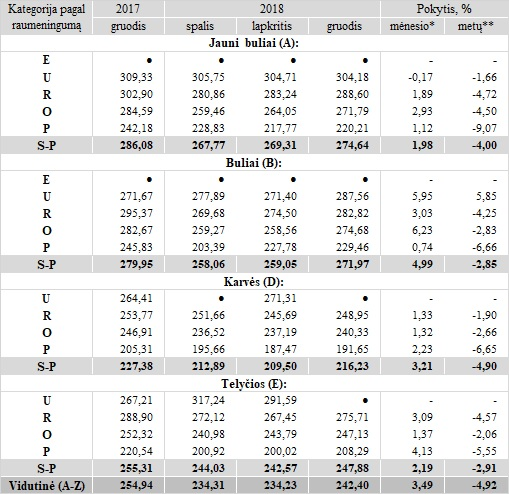 Kategorija pagal raumeningumą 2017 2018 Pokytis, %
gruodis spalis lapkritis gruodis mėnesio* metų**
Jauni buliai (A):
E ● ● ● ● - -
U 309,33 305,75 304,71 304,18 -0,17 -1,66
R 302,90 280,86 283,24 288,60 1,89 -4,72
O 284,59 259,46 264,05 271,79 2,93 -4,50
P 242,18 228,83 217,77 220,21 1,12 -9,07
S-P 286,08 267,77 269,31 274,64 1,98 -4,00
Buliai (B):
E ● ● ● ● - -
U 271,67 277,89 271,40 287,56 5,95 5,85
R 295,37 269,68 274,50 282,82 3,03 -4,25
O 282,67 259,27 258,56 274,68 6,23 -2,83
P 245,83 203,39 227,78 229,46 0,74 -6,66
S-P 279,95 258,06 259,05 271,97 4,99 -2,85
Karvės (D):
U 264,41 ● 271,31 ● - -
R 253,77 251,66 245,69 248,95 1,33 -1,90
O 246,91 236,52 237,19 240,33 1,32 -2,66
P 205,31 195,66 187,47 191,65 2,23 -6,65
S-P 227,38 212,89 209,50 216,23 3,21 -4,90
Telyčios (E):
U 267,21 317,24 291,59 ● - -
R 288,90 272,12 267,45 275,71 3,09 -4,57
O 252,32 240,98 243,79 247,13 1,37 -2,06
P 220,54 200,92 200,02 208,29 4,13 -5,55
S-P 255,31 244,03 242,57 247,88 2,19 -2,91
Vidutinė (A-Z) 254,94 234,31 234,23 242,40 3,49 -4,92